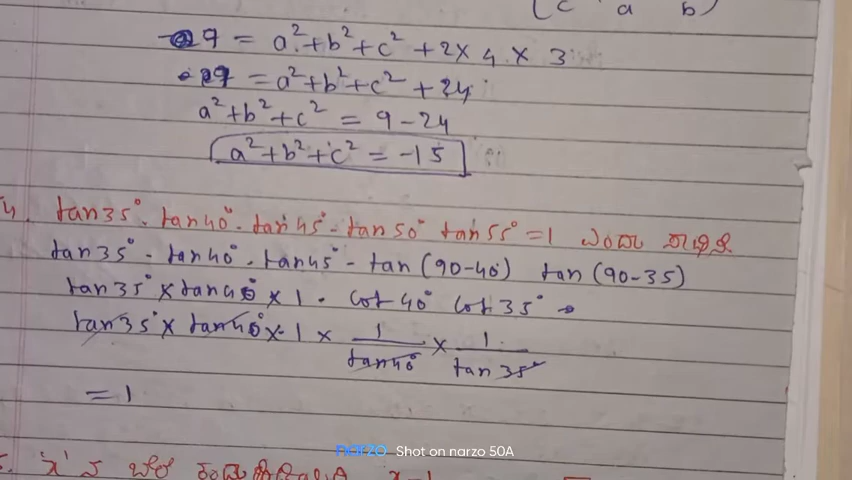 (c a b)
9 = a²+b²+c² + 2 × 4 × 3
9 = a²+b²+c² + 24
a²+b²+c² = 9 - 24
a²+b²+c² = -15
4. tan35°. tan40°. tan45° - tan50° tan55° = 1 ಎಂದು ಸಾಧಿಸಿ.
tan35° - tan40°. tan45° - tan(90-40) tan(90-35)
tan35° × tan40° × 1 . cot40° cot35°
tan35° × tan40° × 1 × 1/tan40° × 1/tan35°
= 1
narzo Shot on narzo 50A
5. 'x' ನ ಬೆಲೆ